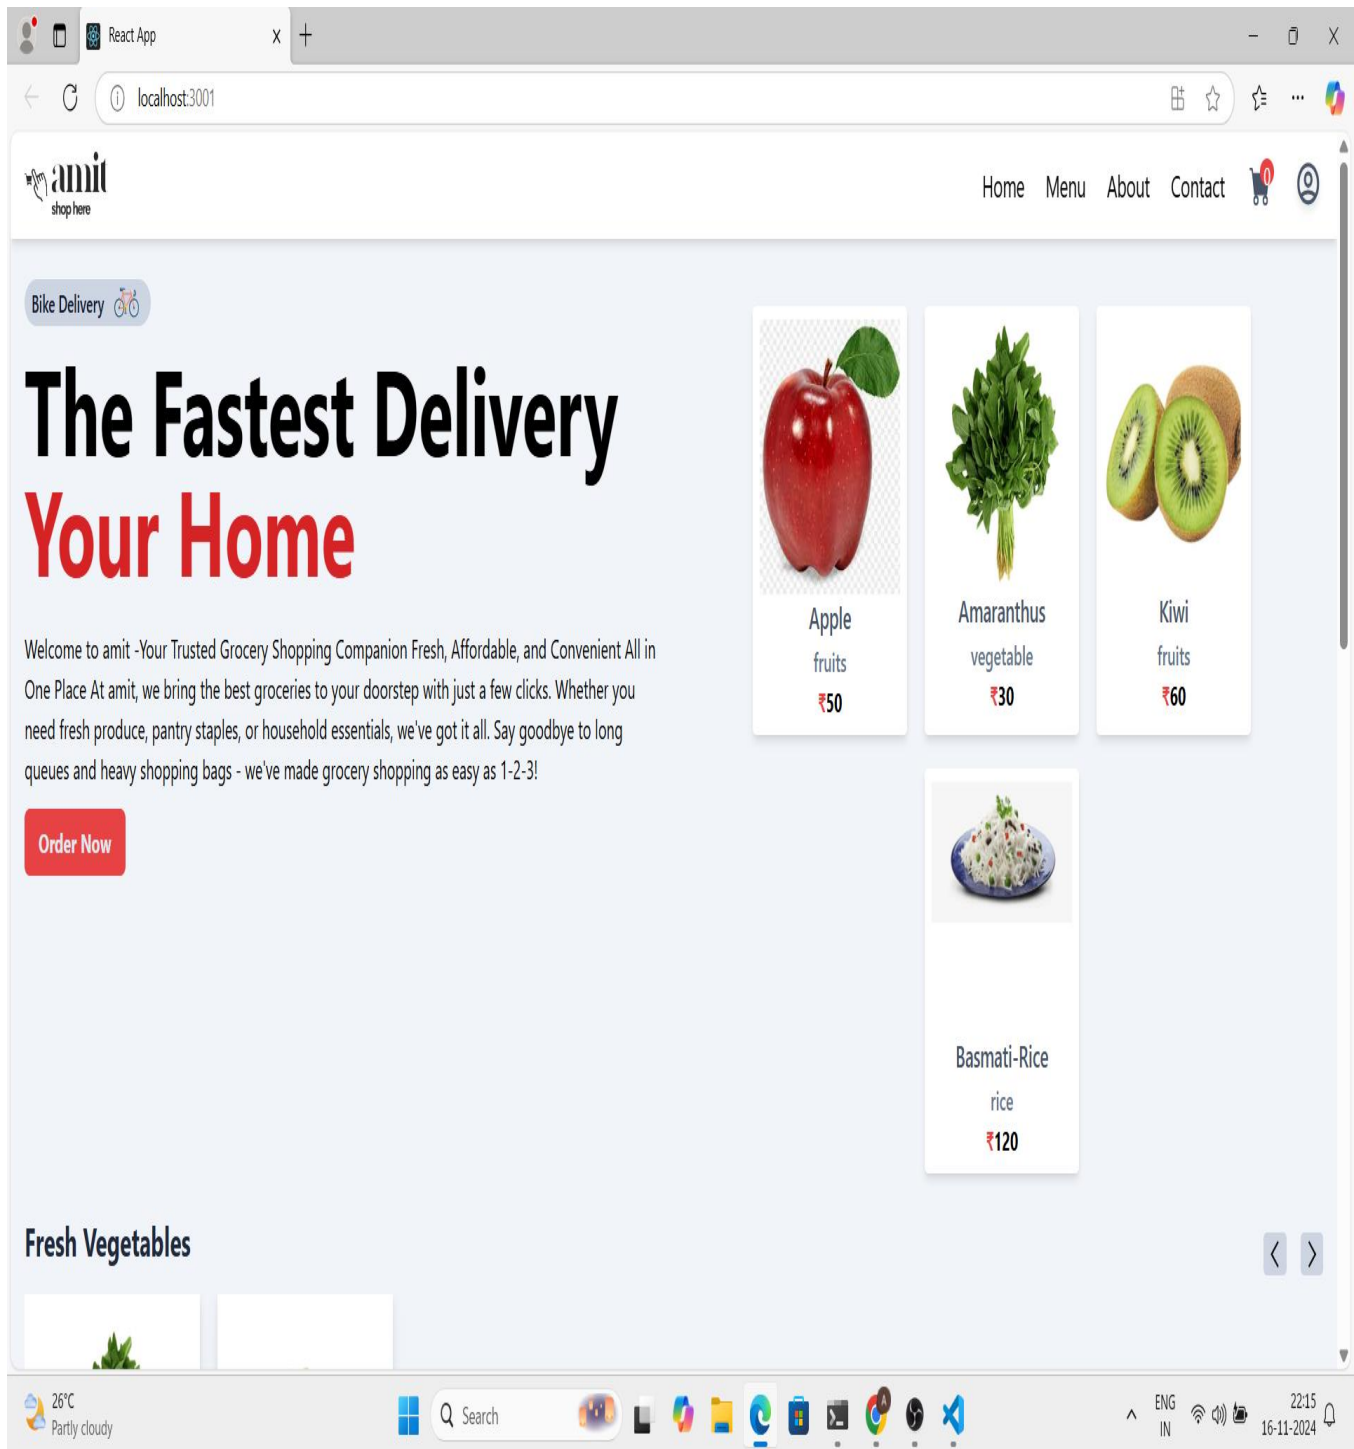 React App
localhost:3001
amit
shop here
Home Menu About Contact 0
Bike Delivery
The Fastest Delivery
Your Home
Welcome to amit -Your Trusted Grocery Shopping Companion Fresh, Affordable, and Convenient All in
One Place At amit, we bring the best groceries to your doorstep with just a few clicks. Whether you
need fresh produce, pantry staples, or household essentials, we've got it all. Say goodbye to long
queues and heavy shopping bags - we've made grocery shopping as easy as 1-2-3!
Order Now
Apple
fruits
₹50
Amaranthus
vegetable
₹30
Kiwi
fruits
₹60
Basmati-Rice
rice
₹120
Fresh Vegetables
26°C
Partly cloudy
Search
A
ENG
IN
22:15
16-11-2024